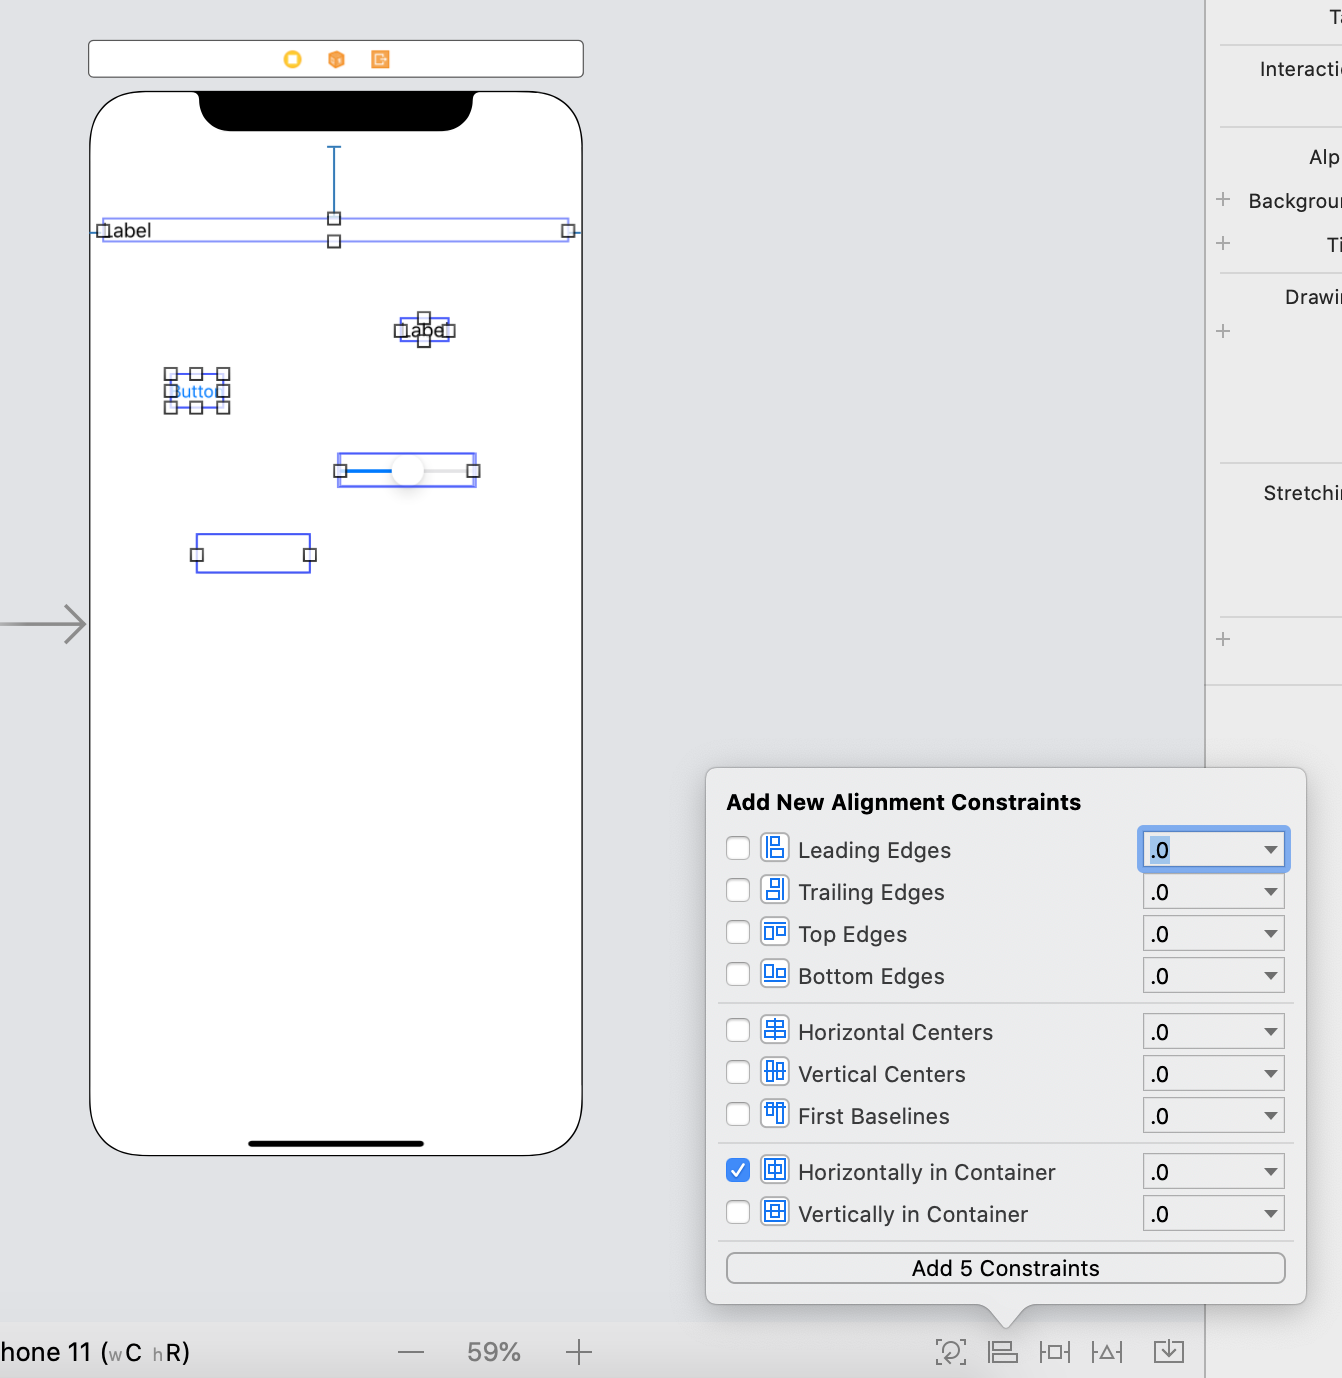 Label
Label
Button
Interacti
Alp
Backgrou
Ti
Drawi
Stretchi
Add New Alignment Constraints
Leading Edges .0
Trailing Edges .0
Top Edges .0
Bottom Edges .0
Horizontal Centers .0
Vertical Centers .0
First Baselines .0
Horizontally in Container .0
Vertically in Container .0
Add 5 Constraints
hone 11 (wC hR) 59%